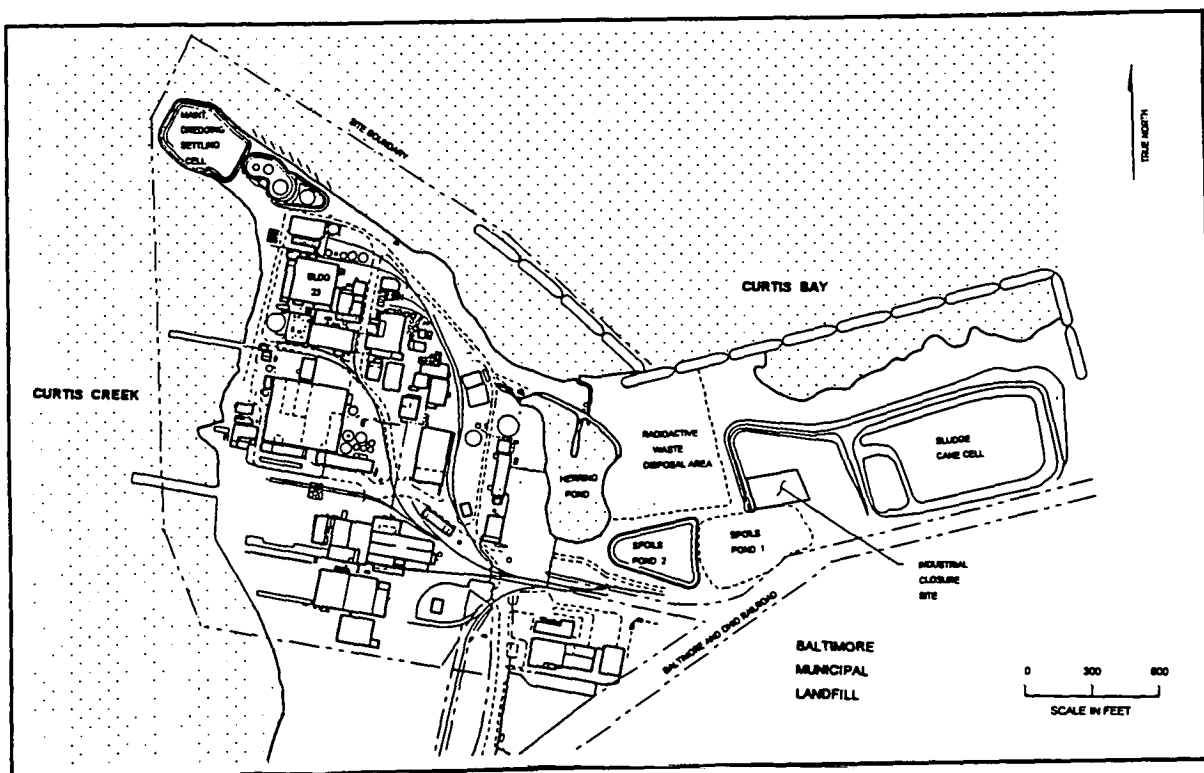 MAINT.
DREDGING
SETTLING
CELL
SITE BOUNDARY
TRUE NORTH
BLDG
23
CURTIS BAY
CURTIS CREEK
RADIOACTIVE
WASTE
DISPOSAL AREA
SLUDGE
CAKE CELL
HERRING
POND
SPOILS
POND 2
SPOILS
POND 1
INDUSTRIAL
CLOSURE
SITE
BALTIMORE AND OHIO RAILROAD
BALTIMORE
MUNICIPAL
LANDFILL
0 300 600
SCALE IN FEET